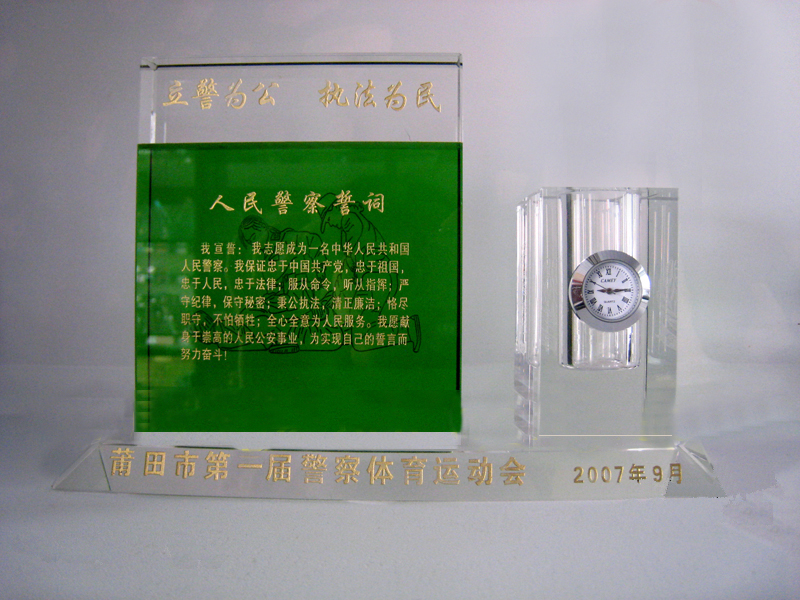 立警为公 执法为民
人民警察誓词
我宣誓：我志愿成为一名中华人民共和国
人民警察。我保证忠于中国共产党，忠于祖国，
忠于人民，忠于法律；服从命令，听从指挥；严
守纪律，保守秘密；秉公执法，清正廉洁；恪尽
职守，不怕牺牲；全心全意为人民服务。我愿献
身于崇高的人民公安事业，为实现自己的誓言而
努力奋斗！
CAMEY
QUARTZ
莆田市第一届警察体育运动会 2007年9月